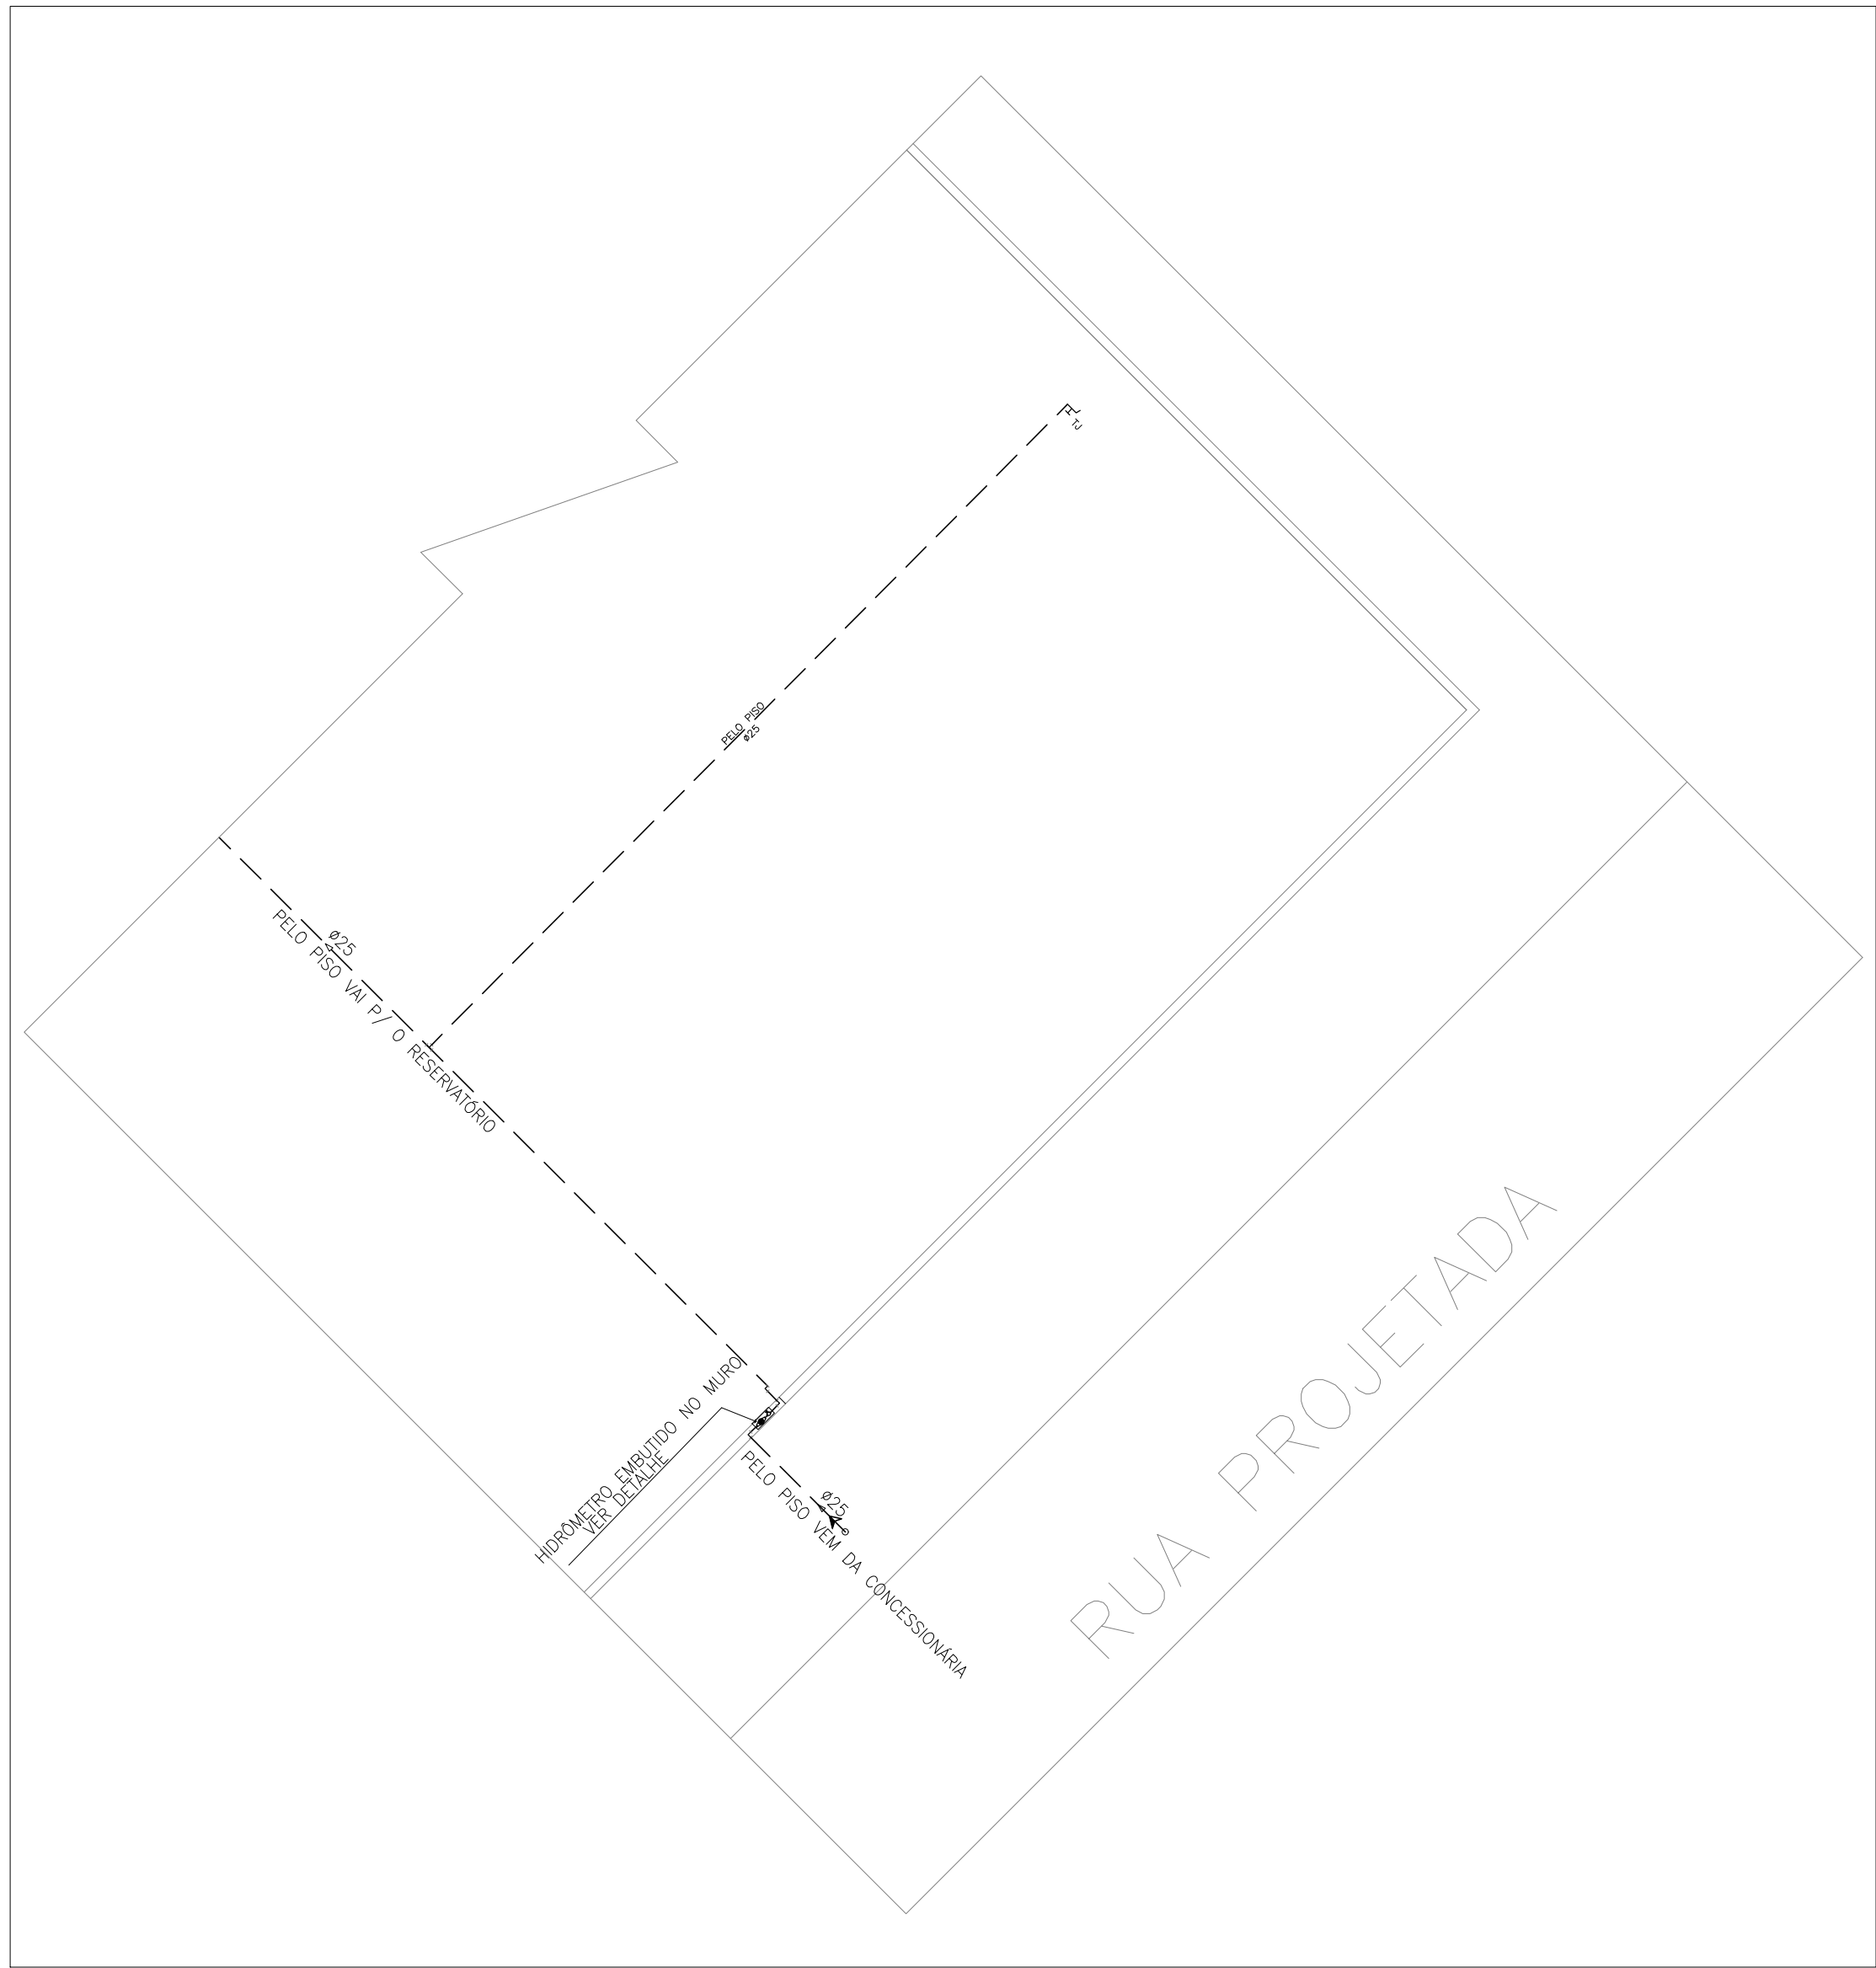 TJ
PELO PISO
ø25
ø25
PELO PISO VAI P/ O RESERVATÓRIO
HIDRÔMETRO EMBUTIDO NO MURO
VER DETALHE
ø25
PELO PISO VEM DA CONCESSIONÁRIA
RUA PROJETADA